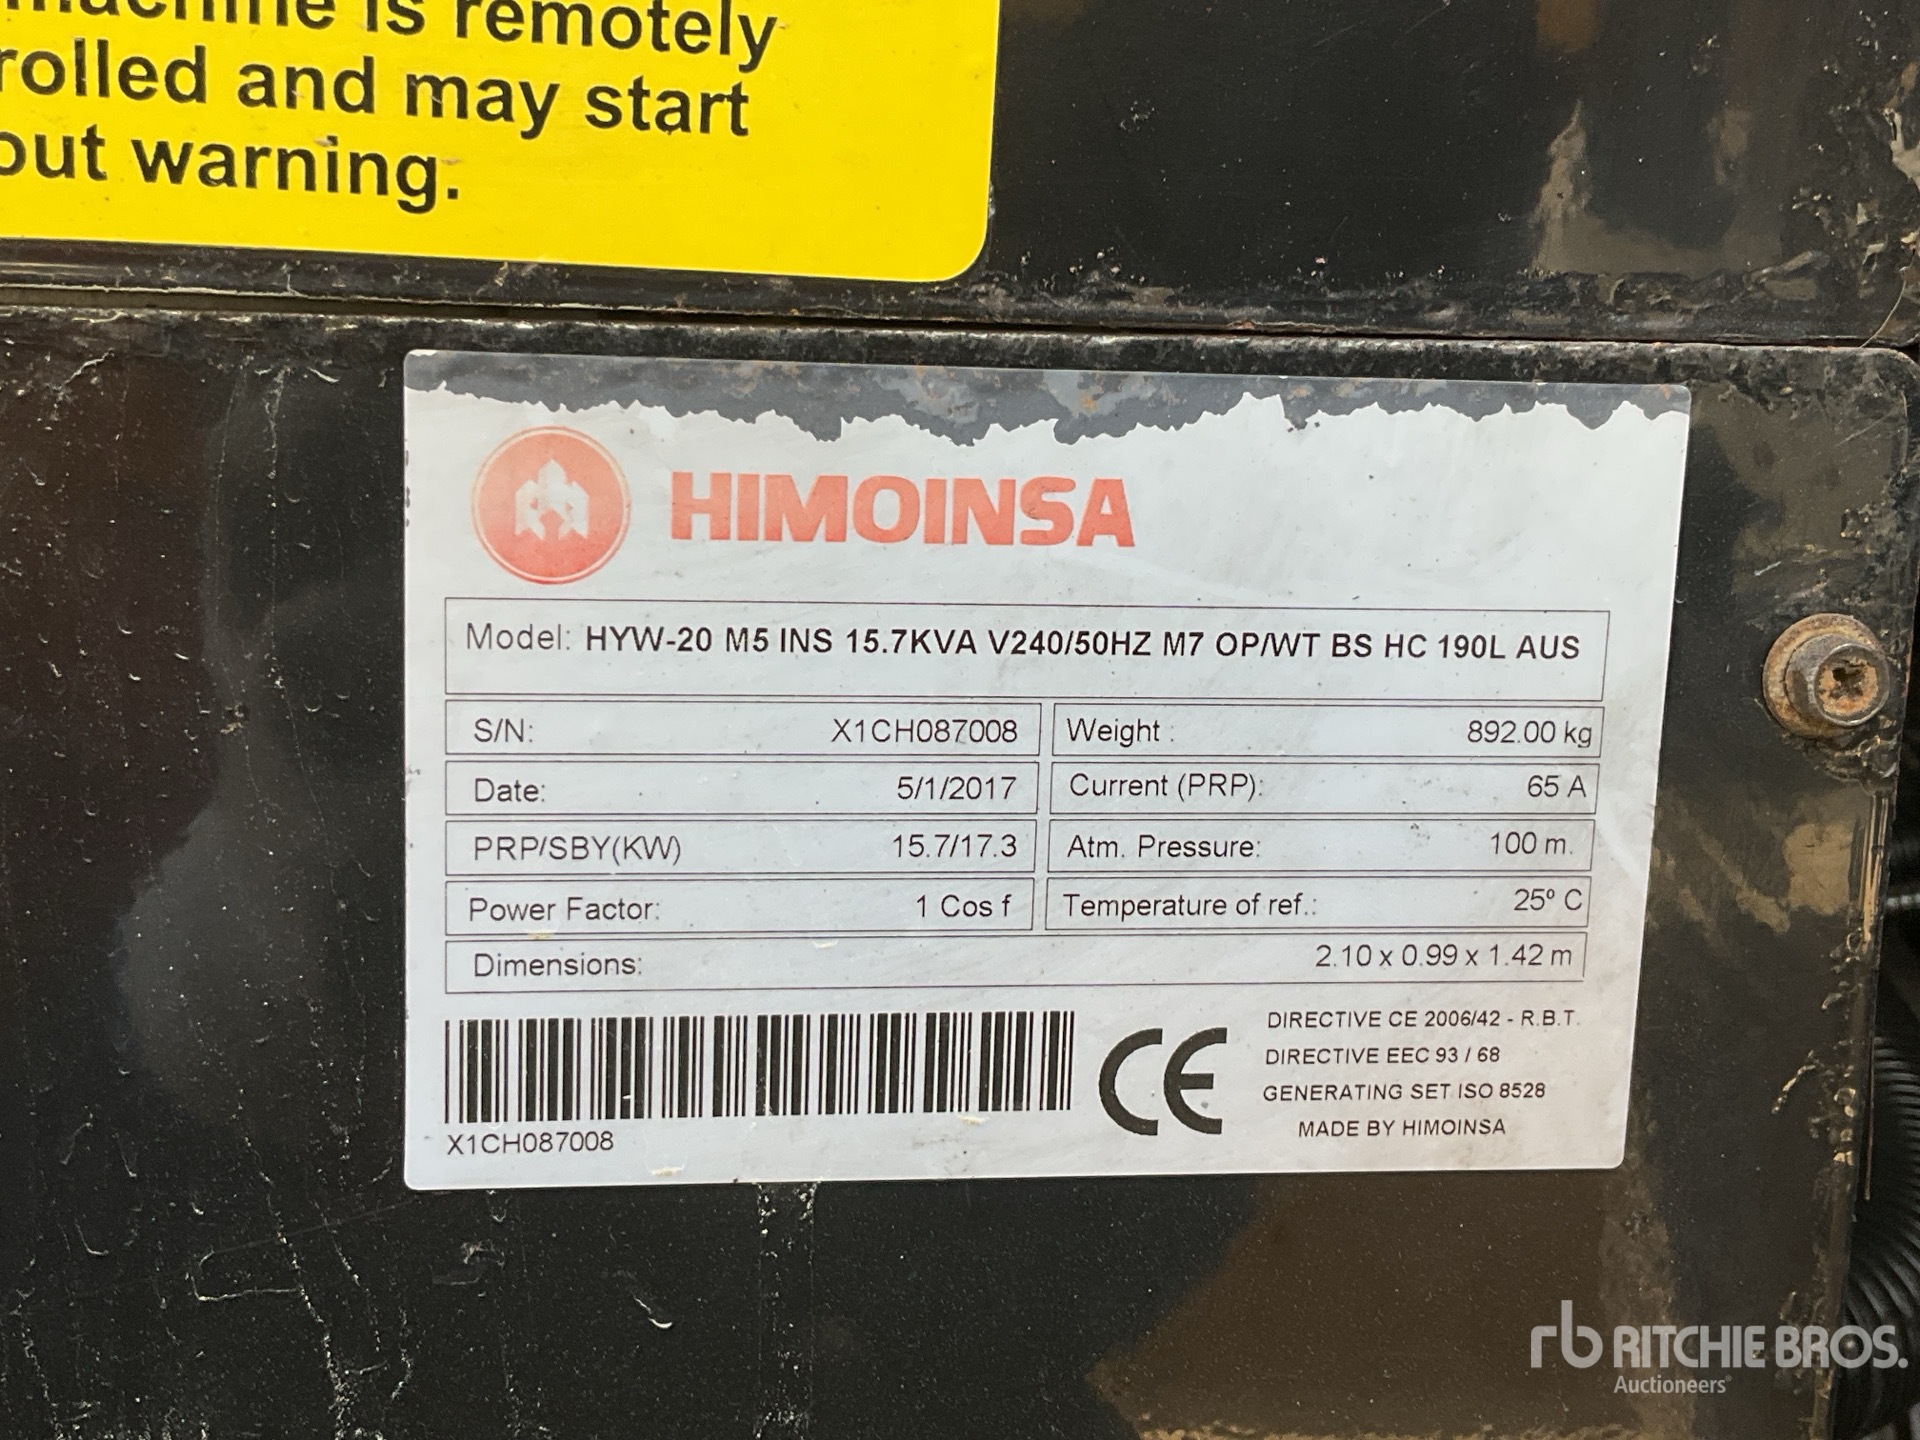 machine is remotely
rolled and may start
out warning.
HIMOINSA
Model: HYW-20 M5 INS 15.7KVA V240/50HZ M7 OP/WT BS HC 190L AUS
S/N: X1CH087008 Weight : 892.00 kg
Date: 5/1/2017 Current (PRP): 65 A
PRP/SBY(KW) 15.7/17.3 Atm. Pressure: 100 m.
Power Factor: 1 Cos f Temperature of ref.: 25º C
Dimensions: 2.10 x 0.99 x 1.42 m
X1CH087008
CE
DIRECTIVE CE 2006/42 - R.B.T.
DIRECTIVE EEC 93 / 68
GENERATING SET ISO 8528
MADE BY HIMOINSA
rb RITCHIE BROS.
Auctioneers